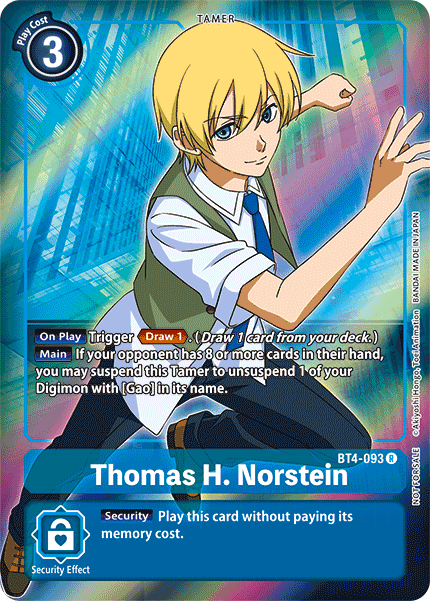 TAMER
Play Cost
3
On Play Trigger Draw 1. (Draw 1 card from your deck.)
Main If your opponent has 8 or more cards in their hand,
you may suspend this Tamer to unsuspend 1 of your
Digimon with [Gao] in its name.
BT4-093 R
Thomas H. Norstein
Security Play this card without paying its
memory cost.
Security Effect
NOT FOR SALE ©Akiyoshi Hongo, Toei Animation BANDAI MADE IN JAPAN